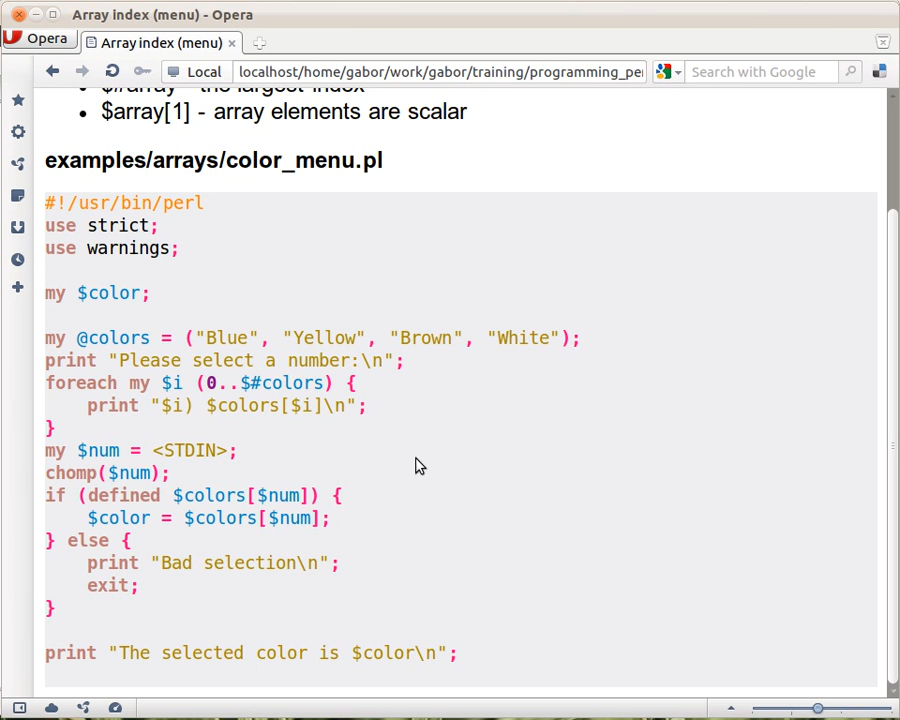 Array index (menu) - Opera
Opera
Array index (menu)
Local
localhost/home/gabor/work/gabor/training/programming_pe
Search with Google
$#array - the largest index
$array[1] - array elements are scalar
examples/arrays/color_menu.pl
#!/usr/bin/perl
use strict;
use warnings;
my $color;
my @colors = ("Blue", "Yellow", "Brown", "White");
print "Please select a number:\n";
foreach my $i (0..$#colors) {
    print "$i) $colors[$i]\n";
}
my $num = <STDIN>;
chomp($num);
if (defined $colors[$num]) {
    $color = $colors[$num];
} else {
    print "Bad selection\n";
    exit;
}
print "The selected color is $color\n";